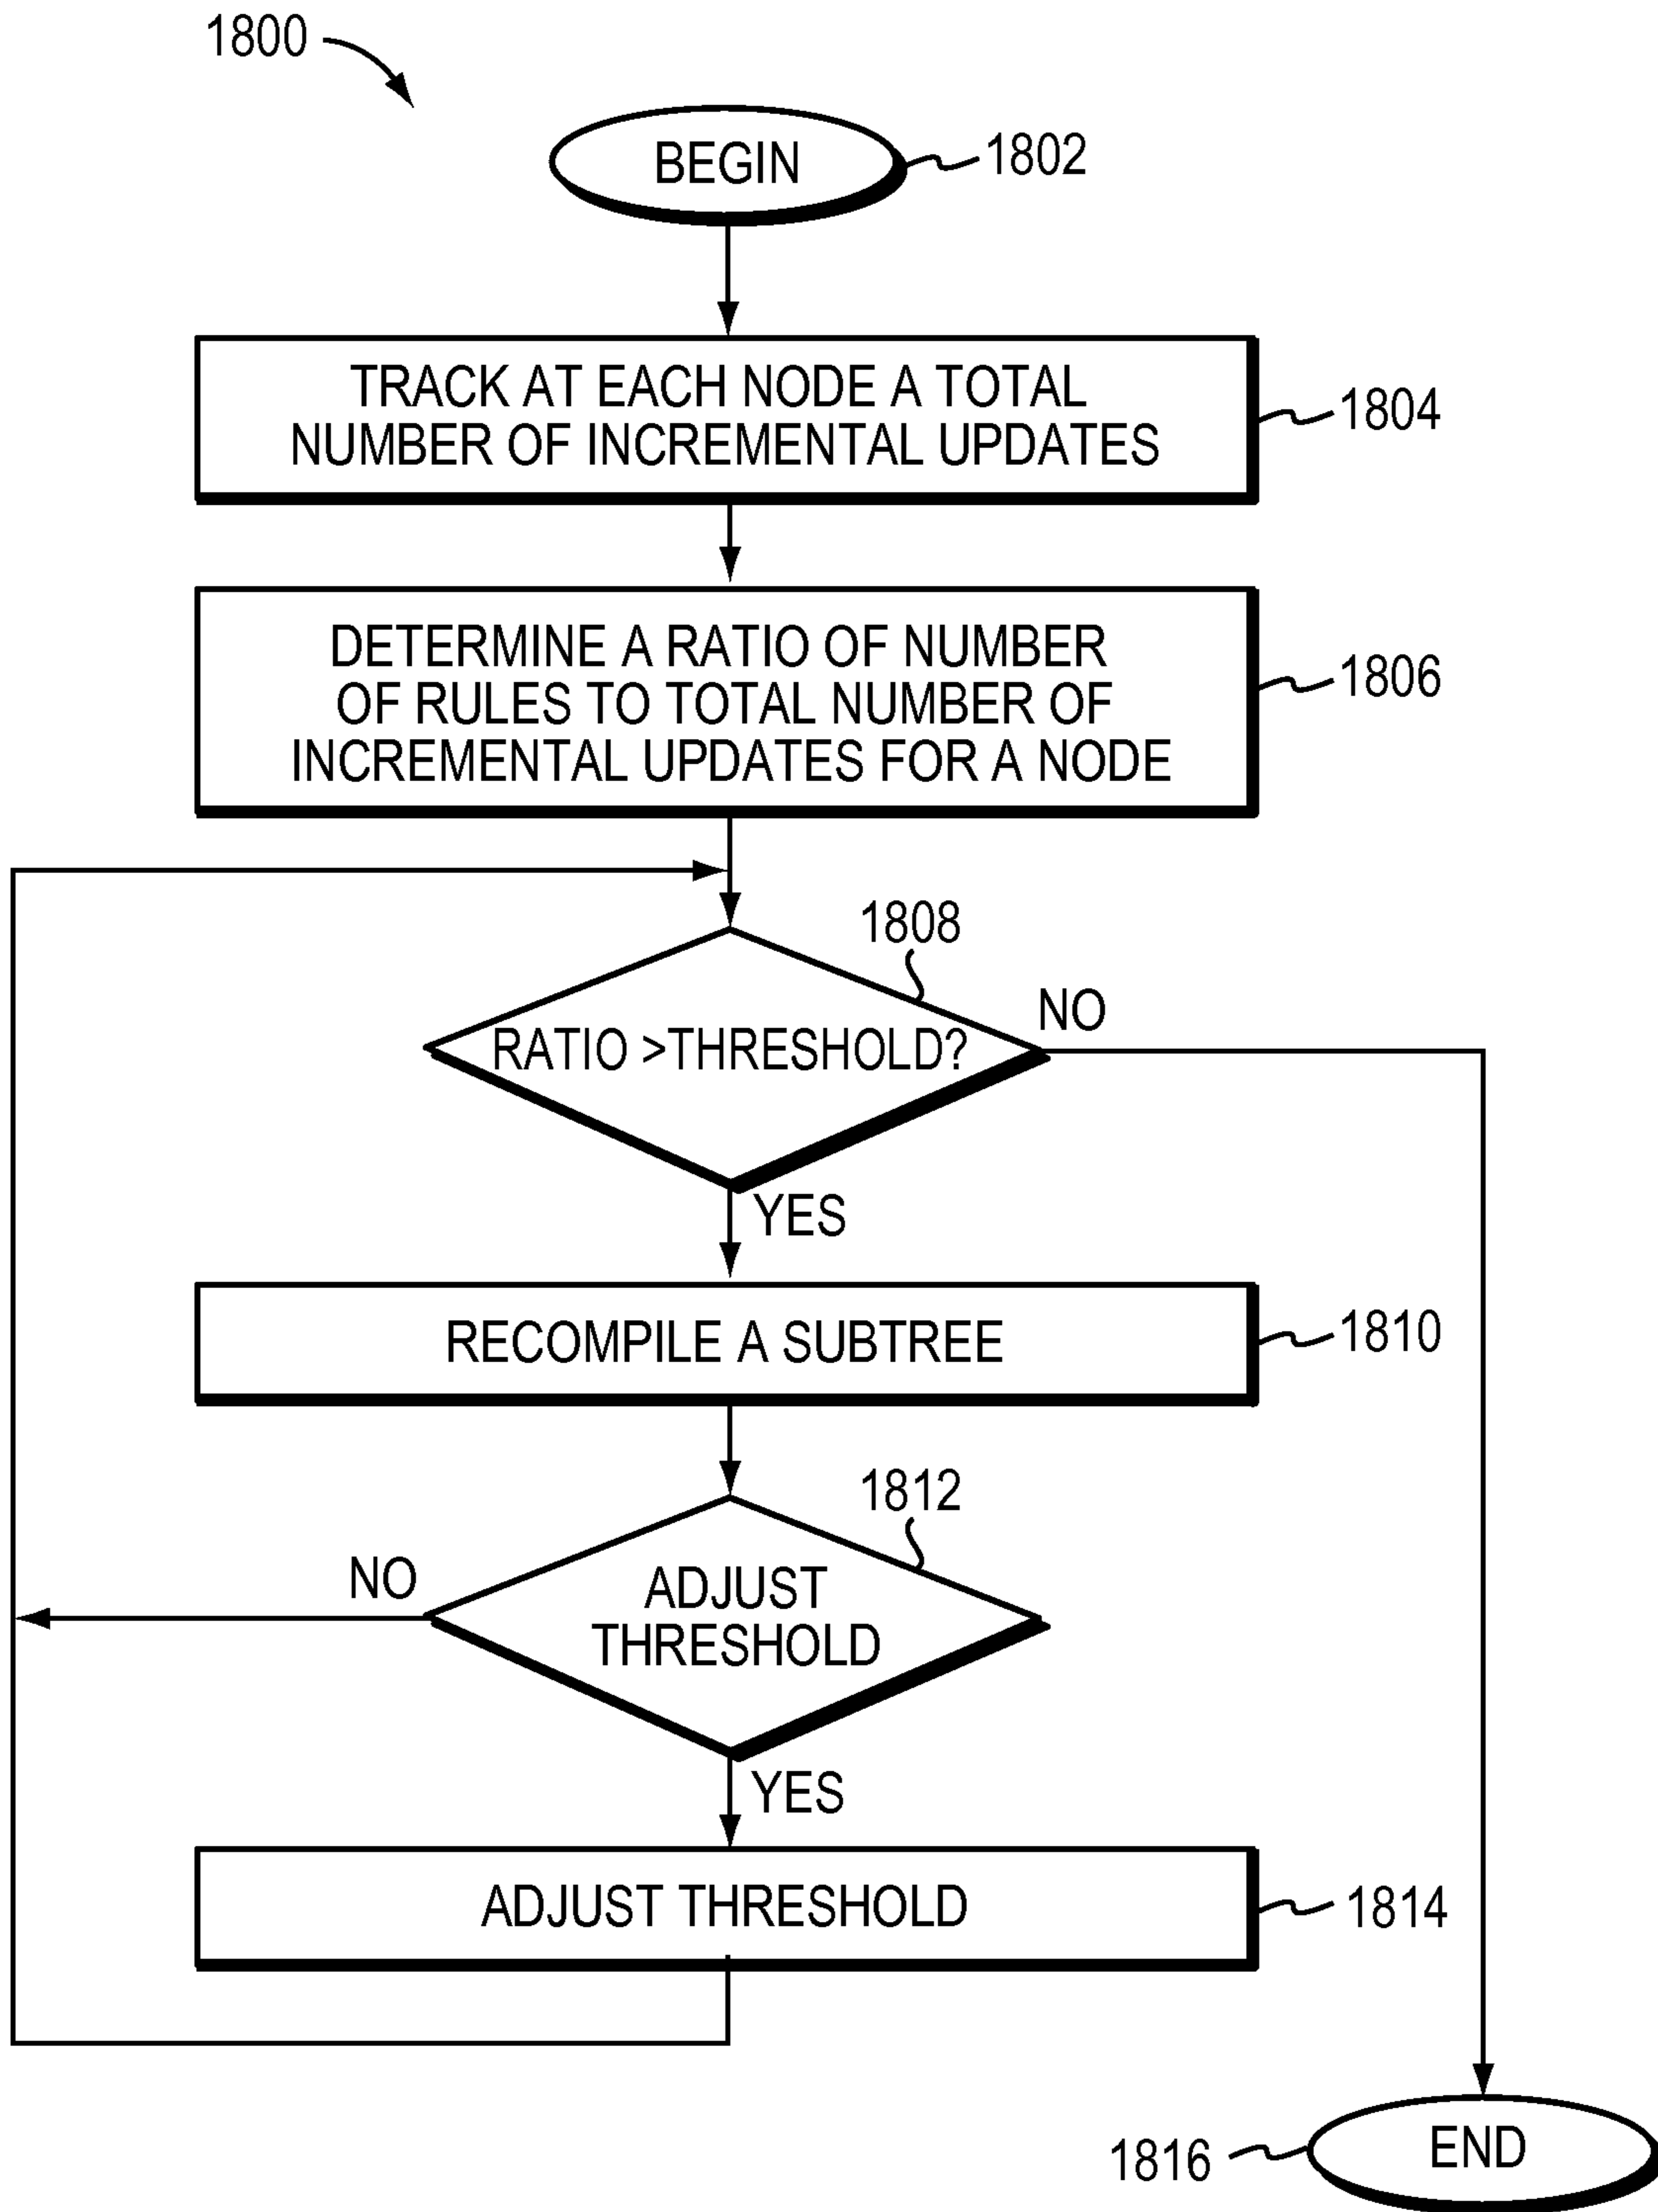 1800
BEGIN
1802
TRACK AT EACH NODE A TOTAL
NUMBER OF INCREMENTAL UPDATES
1804
DETERMINE A RATIO OF NUMBER
OF RULES TO TOTAL NUMBER OF
INCREMENTAL UPDATES FOR A NODE
1806
1808
RATIO >THRESHOLD?
NO
YES
RECOMPILE A SUBTREE
1810
1812
ADJUST
THRESHOLD
NO
YES
ADJUST THRESHOLD
1814
END
1816